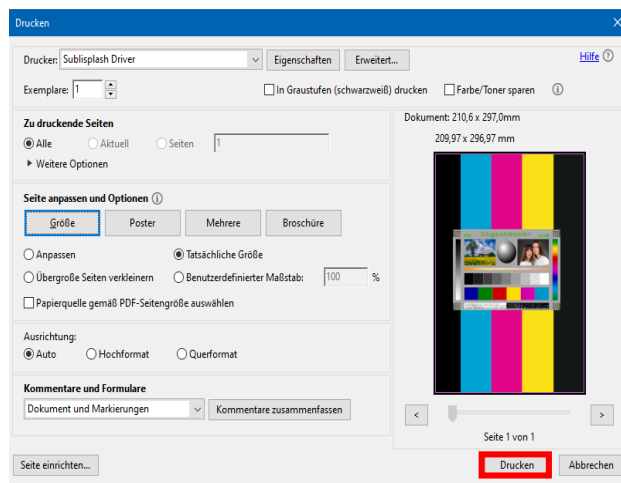 Drucken
Drucker: Sublisplash Driver Eigenschaften Erweitert... Hilfe
Exemplare: 1 In Graustufen (schwarzweiß) drucken Farbe/Toner sparen
Zu druckende Seiten
Alle Aktuell Seiten 1
Weitere Optionen
Seite anpassen und Optionen
Größe Poster Mehrere Broschüre
Anpassen Tatsächliche Größe
Übergroße Seiten verkleinern Benutzerdefinierter Maßstab: 100 %
Papierquelle gemäß PDF-Seitengröße auswählen
Ausrichtung:
Auto Hochformat Querformat
Kommentare und Formulare
Dokument und Markierungen Kommentare zusammenfassen
Dokument: 210,6 x 297,0mm
209,97 x 296,97 mm
< >
Seite 1 von 1
Seite einrichten... Drucken Abbrechen